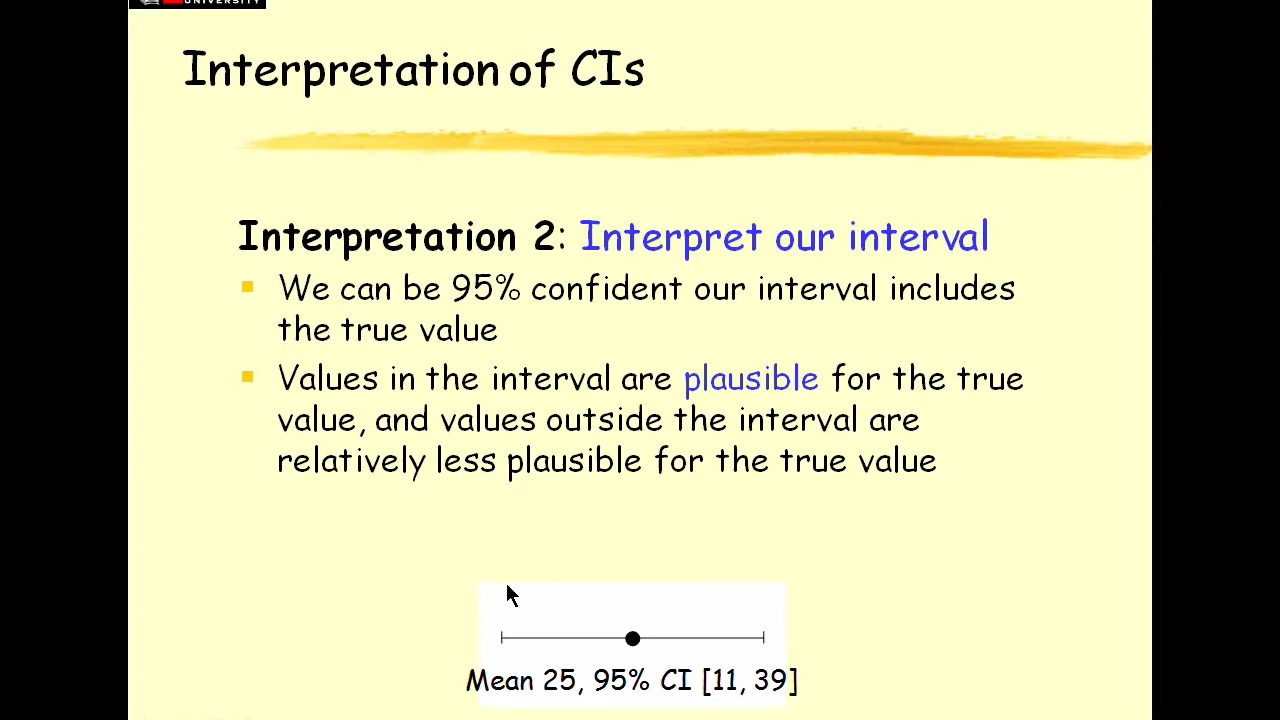 UNIVERSITY
Interpretation of CIs
Interpretation 2: Interpret our interval
We can be 95% confident our interval includes
the true value
Values in the interval are plausible for the true
value, and values outside the interval are
relatively less plausible for the true value
Mean 25, 95% CI [11, 39]